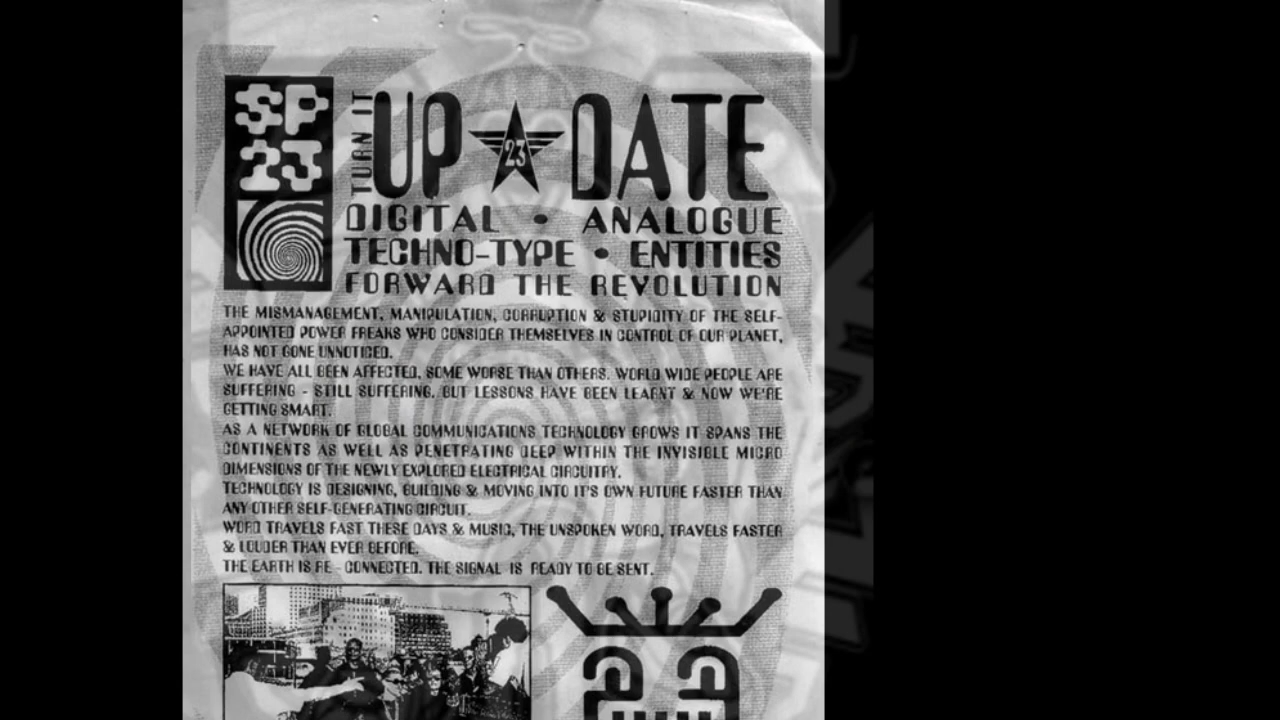 SP
23
TURN IT
UP 23 DATE
DIGITAL • ANALOGUE
TECHNO-TYPE • ENTITIES
FORWARD THE REVOLUTION
THE MISMANAGEMENT, MANIPULATION, CORRUPTION & STUPIDITY OF THE SELF-
APPOINTED POWER FREAKS WHO CONSIDER THEMSELVES IN CONTROL OF OUR PLANET,
HAS NOT GONE UNNOTICED.
WE HAVE ALL BEEN AFFECTED, SOME WORSE THAN OTHERS. WORLD WIDE PEOPLE ARE
SUFFERING - STILL SUFFERING. BUT LESSONS HAVE BEEN LEARNT & NOW WE'RE
GETTING SMART.
AS A NETWORK OF GLOBAL COMMUNICATIONS TECHNOLOGY GROWS IT SPANS THE
CONTINENTS AS WELL AS PENETRATING DEEP WITHIN THE INVISIBLE MICRO
DIMENSIONS OF THE NEWLY EXPLORED ELECTRICAL CIRCUITRY.
TECHNOLOGY IS DESIGNING, BUILDING & MOVING INTO IT'S OWN FUTURE FASTER THAN
ANY OTHER SELF-GENERATING CIRCUIT.
WORD TRAVELS FAST THESE DAYS & MUSIC, THE UNSPOKEN WORD, TRAVELS FASTER
& LOUDER THAN EVER BEFORE.
THE EARTH IS RE - CONNECTED. THE SIGNAL IS READY TO BE SENT.